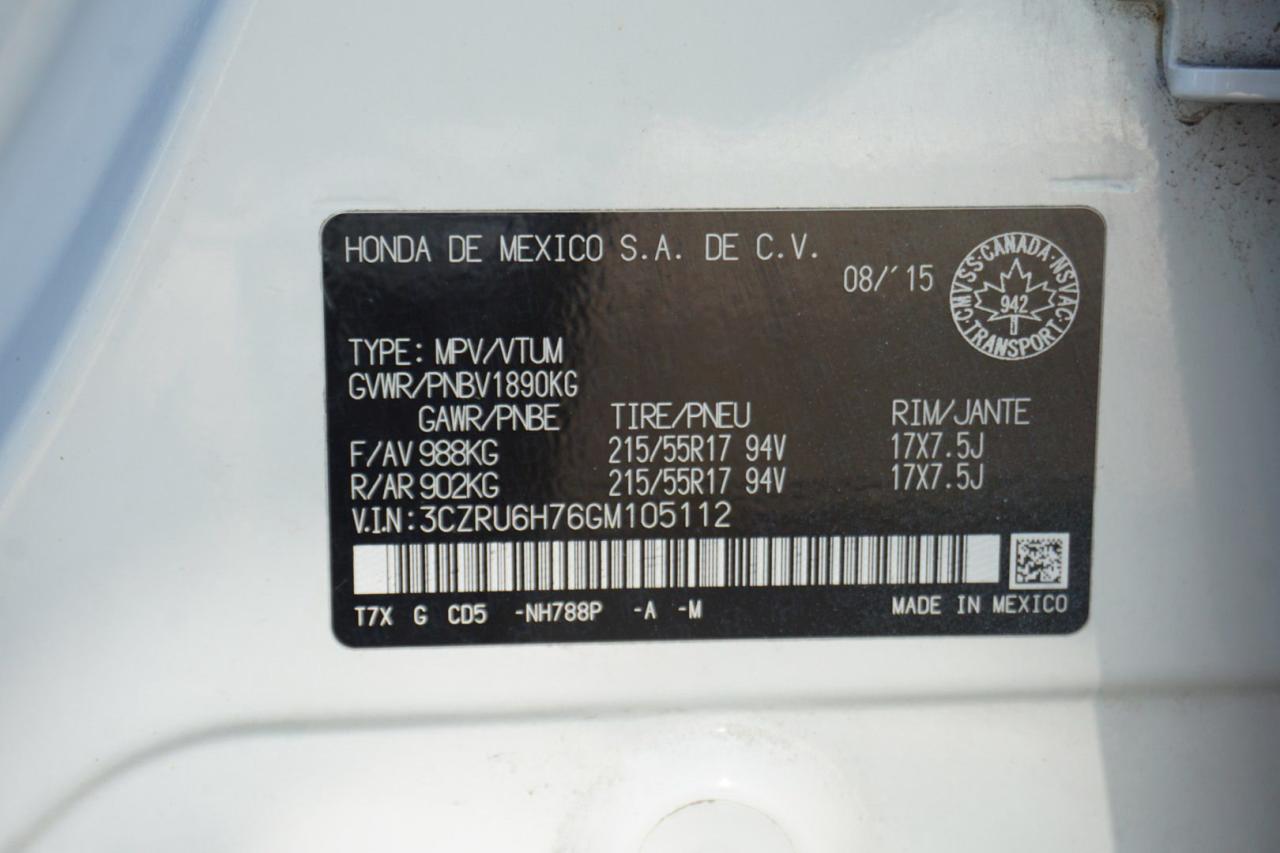 HONDA DE MEXICO S.A. DE C.V.
08/´15
CMVSS·CANADA·NSVAC·TRANSPORT·
942
TYPE: MPV/VTUM
GVWR/PNBV1890KG
GAWR/PNBE TIRE/PNEU RIM/JANTE
F/AV 988KG 215/55R17 94V 17X7.5J
R/AR 902KG 215/55R17 94V 17X7.5J
V.I.N:3CZRU6H76GM105112
T7X G CD5 -NH788P -A -M MADE IN MEXICO